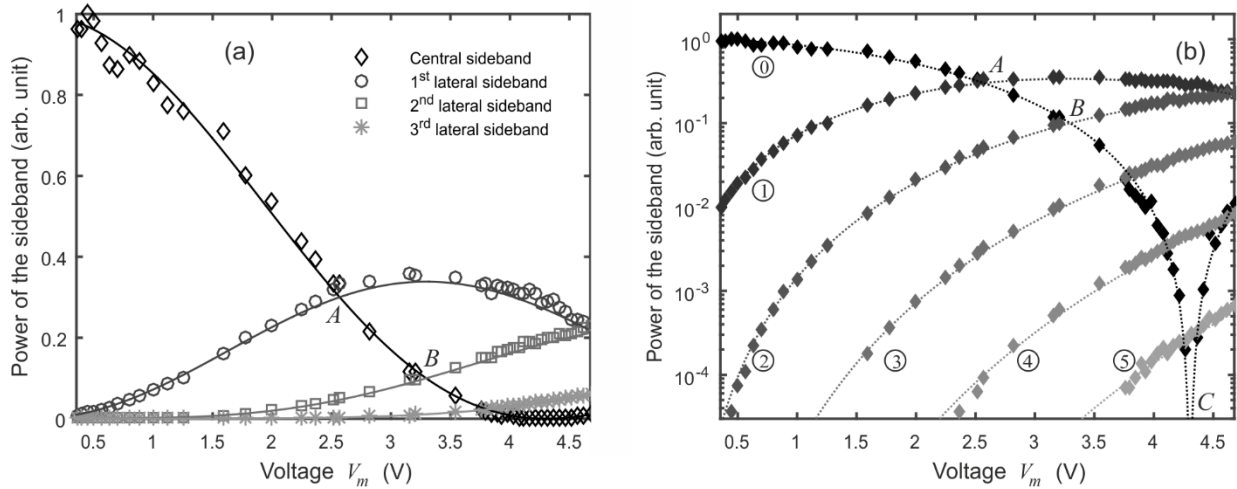 (a)
Power of the sideband (arb. unit)
1
0.8
0.6
0.4
0.2
0
Central sideband
1st lateral sideband
2nd lateral sideband
3rd lateral sideband
A
B
0.5 1 1.5 2 2.5 3 3.5 4 4.5
Voltage Vm (V)
(b)
Power of the sideband (arb. unit)
10^0
10^-1
10^-2
10^-3
10^-4
A
B
C
⓪
①
② ③ ④ ⑤
0.5 1 1.5 2 2.5 3 3.5 4 4.5
Voltage Vm (V)